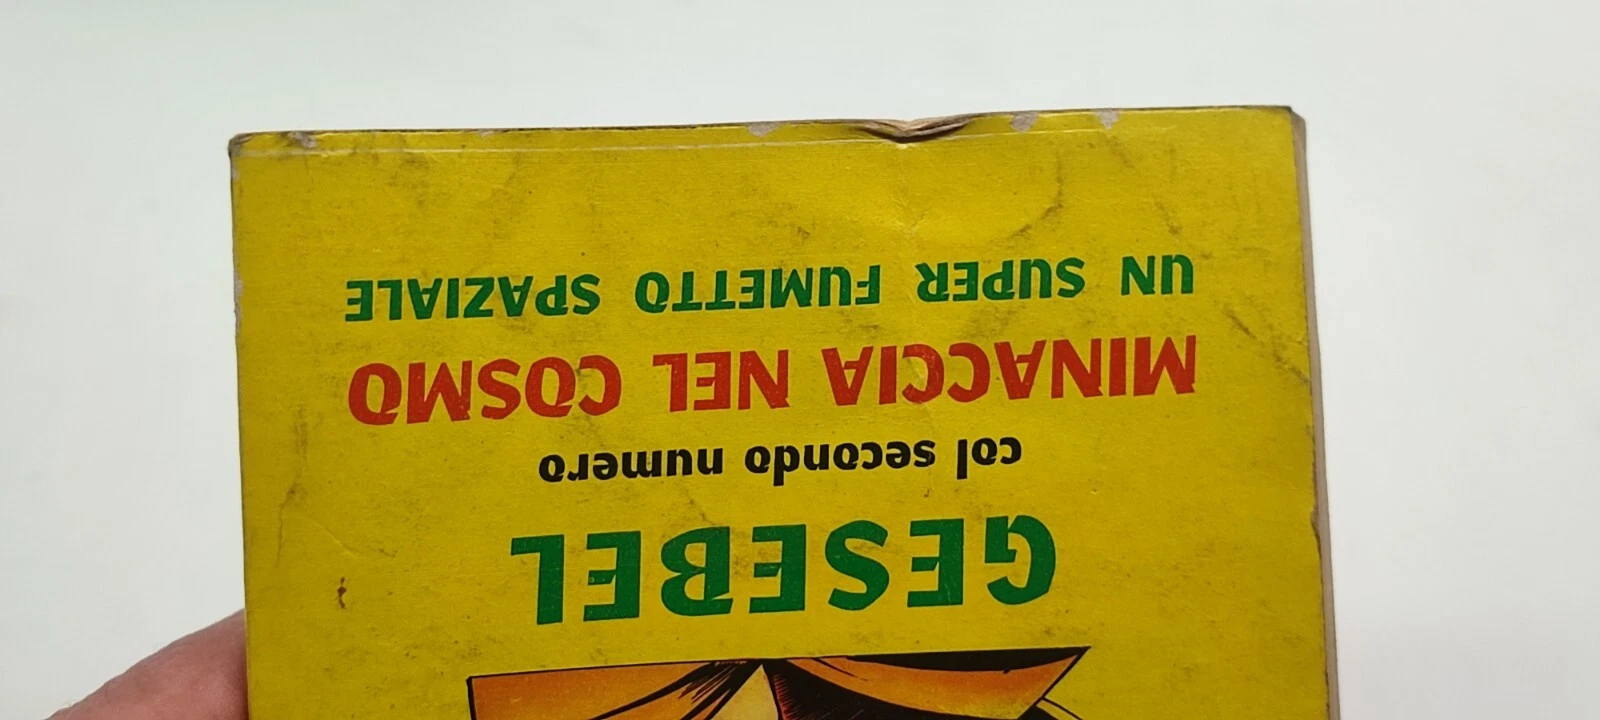 GESEBEL
col secondo numero
MINACCIA NEL COSMO
UN SUPER FUMETTO SPAZIALE